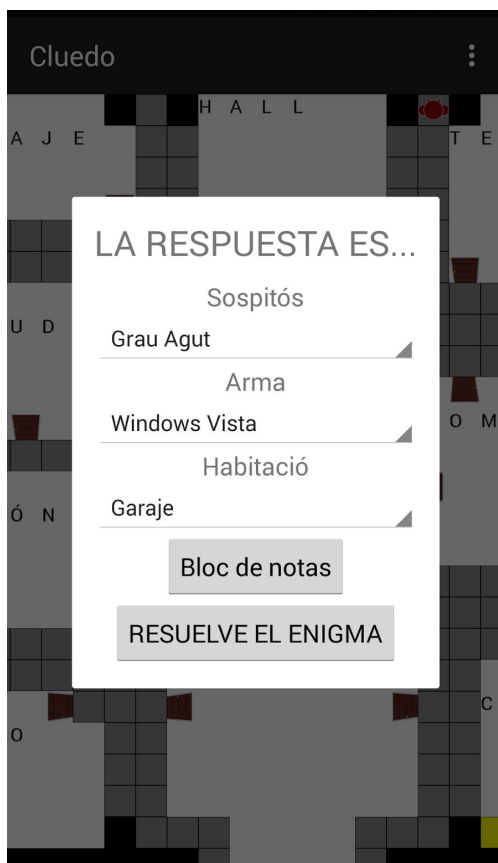 Cluedo
H A L L
A J E
T E
LA RESPUESTA ES...
Sospitós
U D
Grau Agut
Arma
Windows Vista
O M
Habitació
Garaje
Ó N
Bloc de notas
RESUELVE EL ENIGMA
C
O